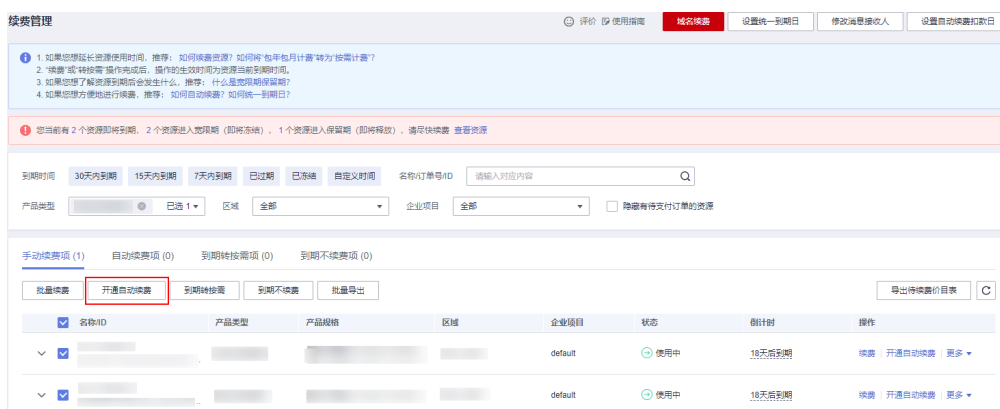 续费管理 评价 使用指南 域名续费 设置统一到期日 修改消息接收人 设置自动续费扣款日
1. 如果您想延长资源使用时间，推荐： 如何续费资源？如何将“包年包月计费”转为“按需计费”？
2. “续费”或“转按需”操作完成后，操作的生效时间为资源当前到期时间。
3. 如果您想了解资源到期后会发生什么，推荐： 什么是宽限期保留期？
4. 如果您想方便地进行续费，推荐： 如何自动续费？如何统一到期日？
您当前有 2 个资源即将到期， 2 个资源进入宽限期（即将冻结）， 1 个资源进入保留期（即将释放），请尽快续费 查看资源
到期时间 30天内到期 15天内到期 7天内到期 已过期 已冻结 自定义时间 名称/订单号/ID 请输入对应内容
产品类型 已选 1 区域 全部 企业项目 全部 隐藏有待支付订单的资源
手动续费项 (1) 自动续费项 (0) 到期转按需项 (0) 到期不续费项 (0)
批量续费 开通自动续费 到期转按需 到期不续费 批量导出 导出待续费价目表
名称/ID 产品类型 产品规格 区域 企业项目 状态 倒计时 操作
default 使用中 18天后到期 续费 开通自动续费 更多
default 使用中 18天后到期 续费 开通自动续费 更多